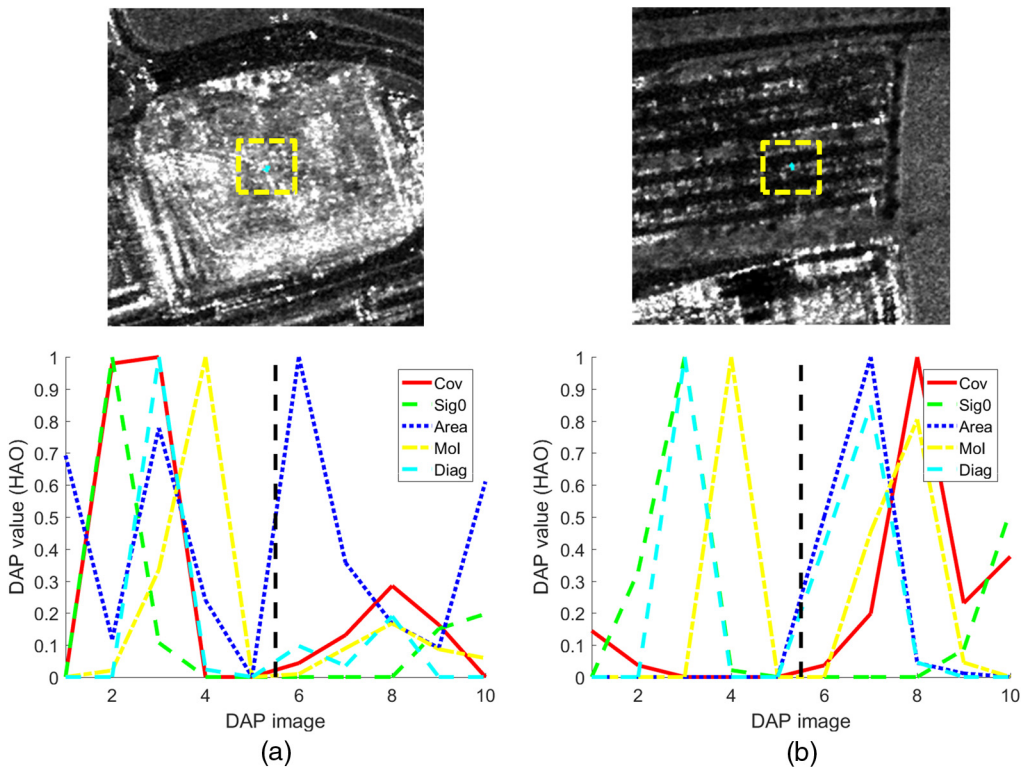 1
0.9
0.8
0.7
0.6
0.5
0.4
0.3
0.2
0.1
0
DAP value (HAO)
Cov
Sig0
Area
MoI
Diag
2 4 6 8 10
DAP image
(a)
1
0.9
0.8
0.7
0.6
0.5
0.4
0.3
0.2
0.1
0
DAP value (HAO)
Cov
Sig0
Area
MoI
Diag
2 4 6 8 10
DAP image
(b)